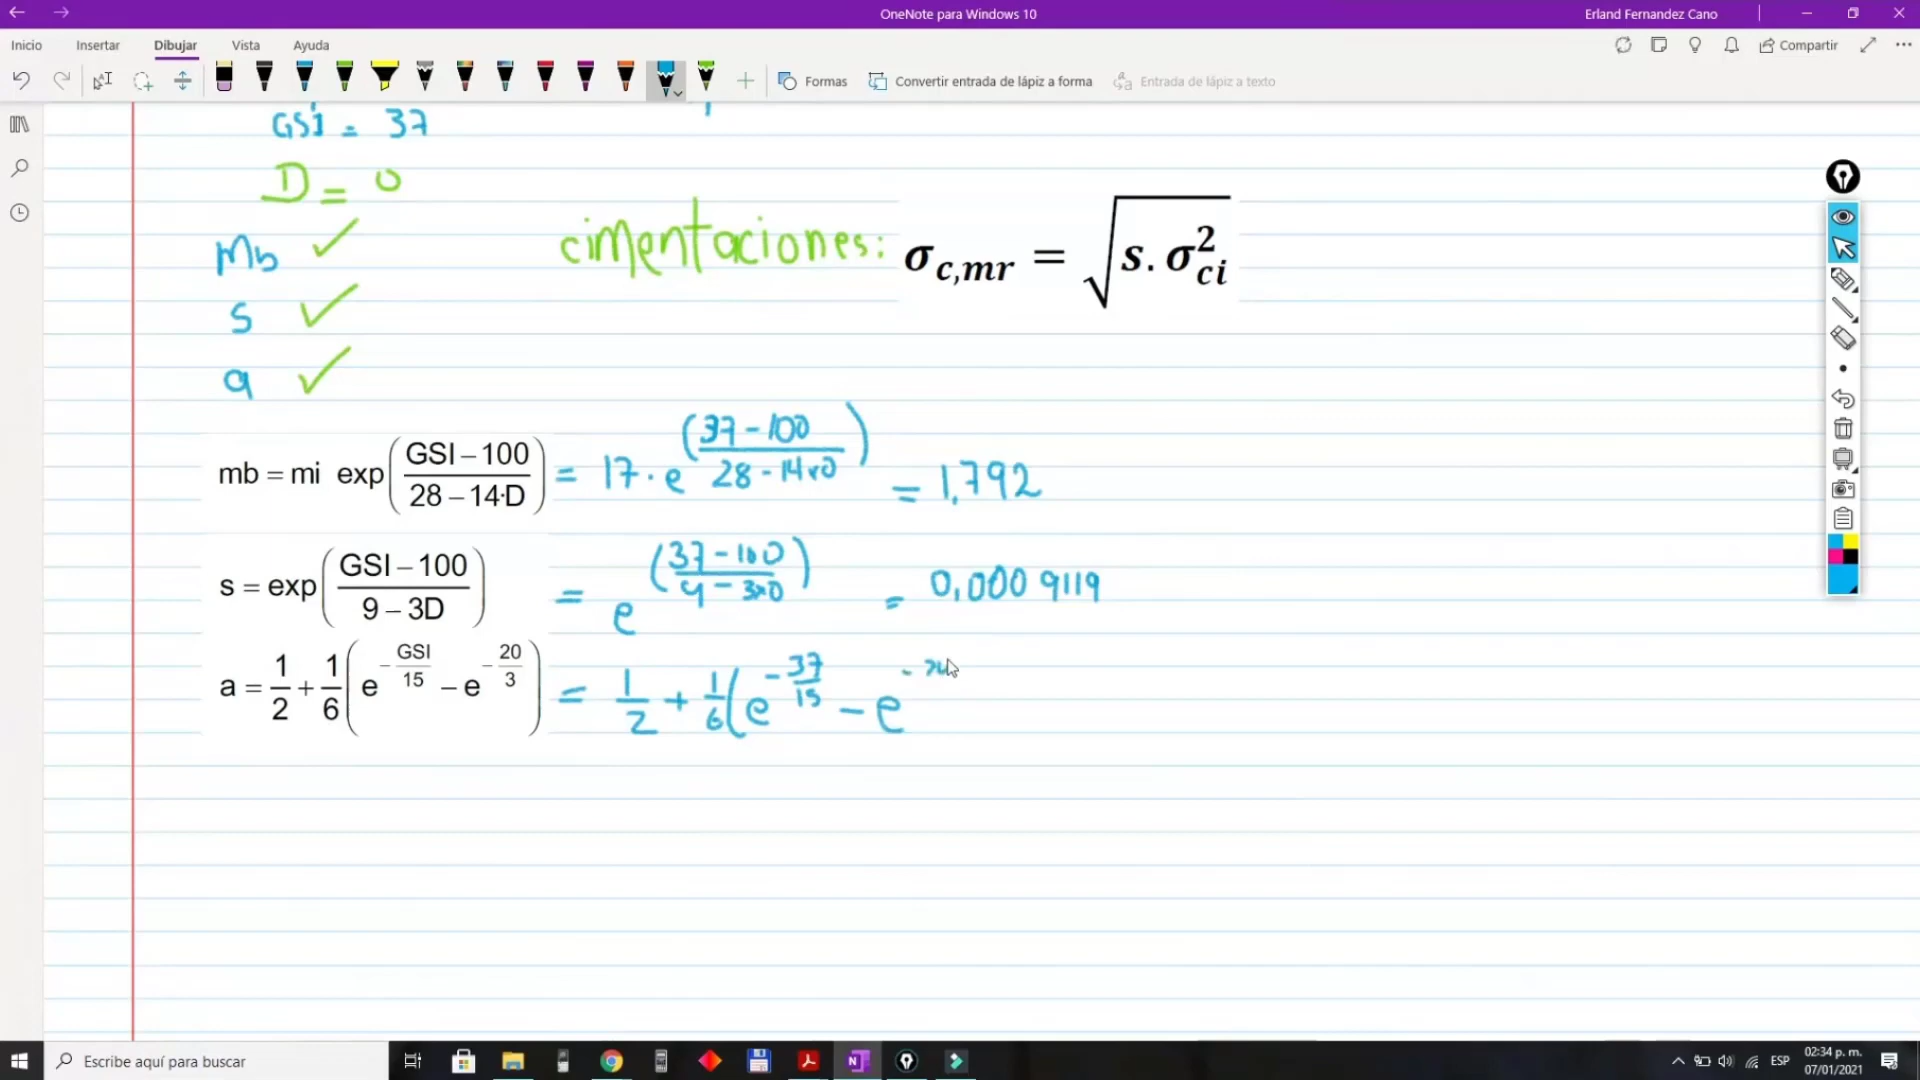 OneNote para Windows 10
Erland Fernandez Cano
Inicio Insertar Dibujar Vista Ayuda
Compartir
Formas Convertir entrada de lápiz a forma Entrada de lápiz a texto
GSI = 37
D = 0
Mb ✓
s ✓
a ✓
cimentaciones: σ_c,mr = √(s. σ_ci^2)
mb = mi exp((GSI – 100)/(28 – 14·D)) = 17 · e^((37 - 100)/(28 - 14x0)) = 1,792
s = exp((GSI – 100)/(9 – 3D)) = e^((37 - 100)/(9 - 3x0)) = 0,0009119
a = 1/2 + 1/6 (e^(-GSI/15) – e^(-20/3)) = 1/2 + 1/6 (e^(-37/15) - e^-
Escribe aquí para buscar
ESP
02:34 p. m.
07/01/2021